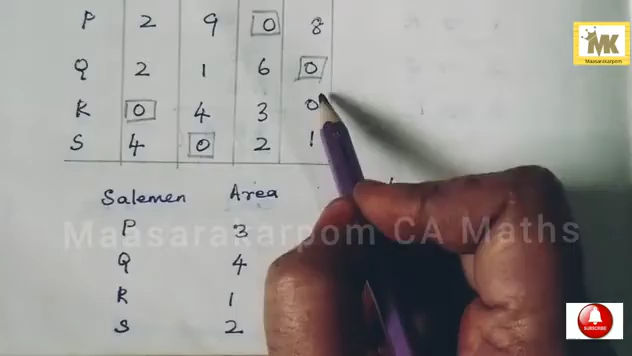 P 2 9 0 8
Q 2 1 6 0
R 0 4 3 0
S 4 0 2 1
Salemen Area
P 3
Q 4
R 1
S 2
Maasarakarpom CA Maths
MK
Maasarakarpom
SUBSCRIBE